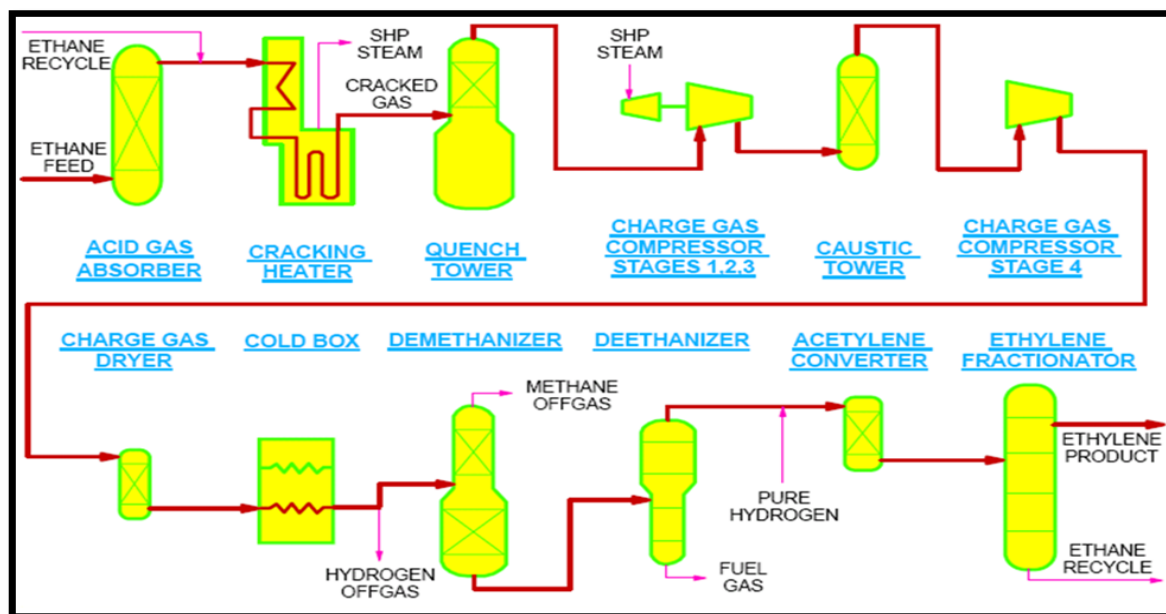 ETHANE
RECYCLE
ETHANE
FEED
SHP
STEAM
CRACKED
GAS
SHP
STEAM
ACID GAS
ABSORBER
CRACKING
HEATER
QUENCH
TOWER
CHARGE GAS
COMPRESSOR
STAGES 1,2,3
CAUSTIC
TOWER
CHARGE GAS
COMPRESSOR
STAGE 4
CHARGE GAS
DRYER
COLD BOX
DEMETHANIZER
DEETHANIZER
ACETYLENE
CONVERTER
ETHYLENE
FRACTIONATOR
METHANE
OFFGAS
HYDROGEN
OFFGAS
FUEL
GAS
PURE
HYDROGEN
ETHYLENE
PRODUCT
ETHANE
RECYCLE